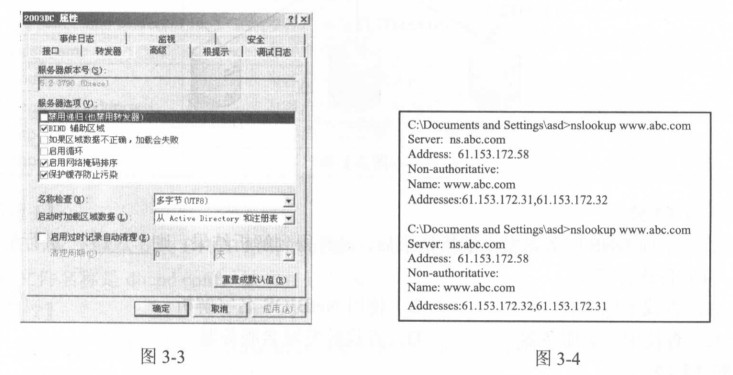 2003BC 属性
事件日志 监视 安全
接口 转发器 高级 根提示 调试日志
服务器版本号(S):
服务器选项(V):
禁用递归(也禁用转发器)
BIND 辅助区域
如果区域数据不正确，加载会失败
启用循环
启用网络掩码排序
保护缓存防止污染
名称检查(N): 多字节(UTF8)
启动时加载区域数据(L): 从 Active Directory 和注册表
启用过时记录自动清理(E)
清理周期(C): 0 天
重置成默认值(R)
确定 取消 应用(A)
图 3-3
C:\Documents and Settings\asd>nslookup www.abc.com
Server: ns.abc.com
Address: 61.153.172.58
Non-authoritative:
Name: www.abc.com
Addresses:61.153.172.31,61.153.172.32
C:\Documents and Settings\asd>nslookup www.abc.com
Server: ns.abc.com
Address: 61.153.172.58
Non-authoritative:
Name: www.abc.com
Addresses:61.153.172.32,61.153.172.31
图 3-4